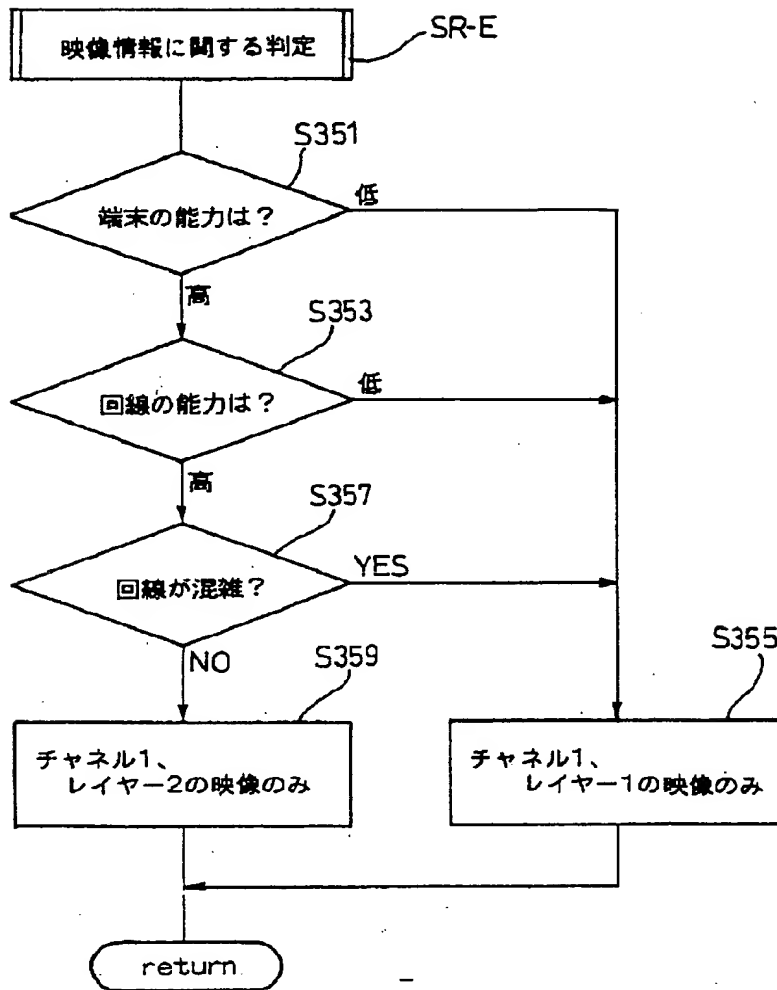 映像情報に関する判定
SR-E
S351
端末の能力は？
低
高
S353
回線の能力は？
低
高
S357
回線が混雑？
YES
NO
S359
チャネル1、
レイヤー2の映像のみ
S355
チャネル1、
レイヤー1の映像のみ
return